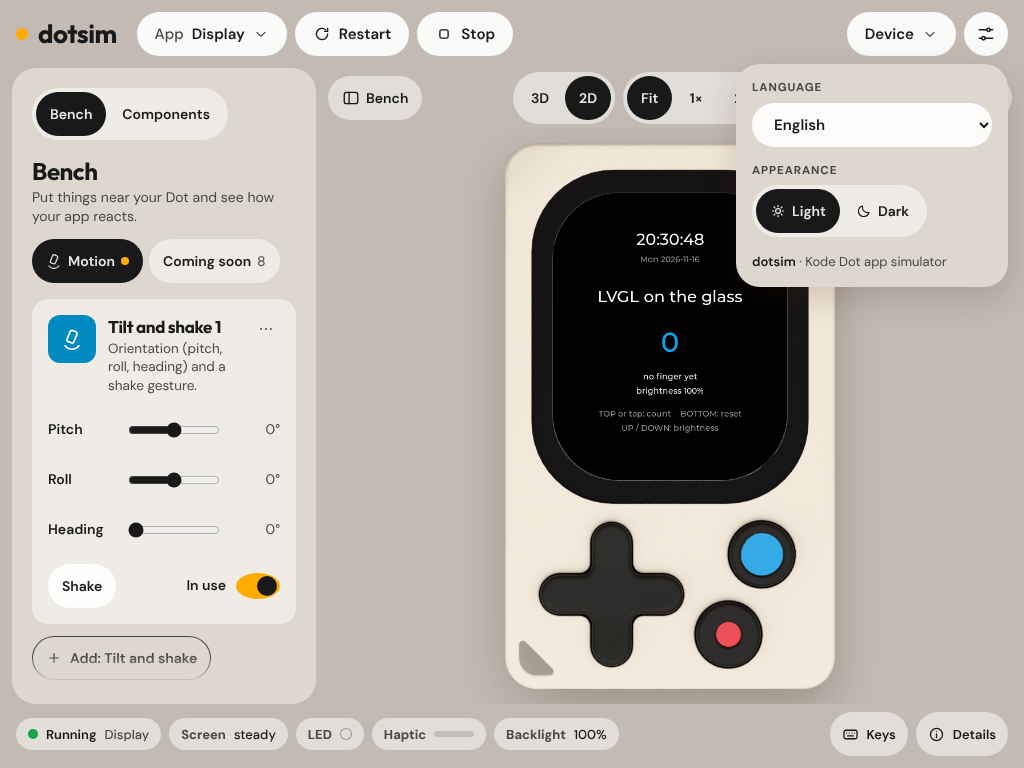 dotsim
App Display
Restart
Stop
Device
Bench
Components
Bench
Put things near your Dot and see how
your app reacts.
Motion
Coming soon 8
Tilt and shake 1
Orientation (pitch,
roll, heading) and a
shake gesture.
Pitch
0°
Roll
0°
Heading
0°
Shake
In use
+ Add: Tilt and shake
Bench
3D
2D
Fit
1×
20:30:48
Mon 2026-11-16
LVGL on the glass
0
no finger yet
brightness 100%
TOP or tap: count BOTTOM: reset
UP / DOWN: brightness
LANGUAGE
English
APPEARANCE
Light
Dark
dotsim · Kode Dot app simulator
Running Display
Screen steady
LED
Haptic
Backlight 100%
Keys
Details